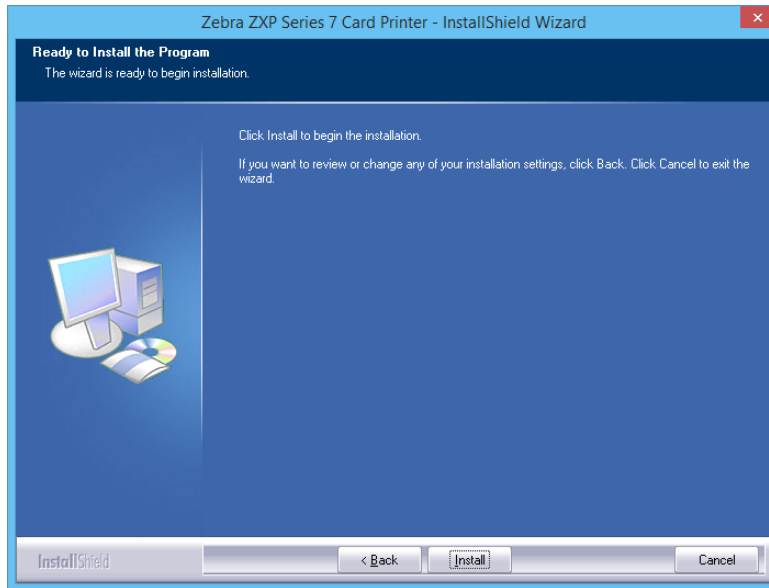 Zebra ZXP Series 7 Card Printer - InstallShield Wizard
Ready to Install the Program
The wizard is ready to begin installation.
Click Install to begin the installation.
If you want to review or change any of your installation settings, click Back. Click Cancel to exit the
wizard.
InstallShield
< Back
Install
Cancel